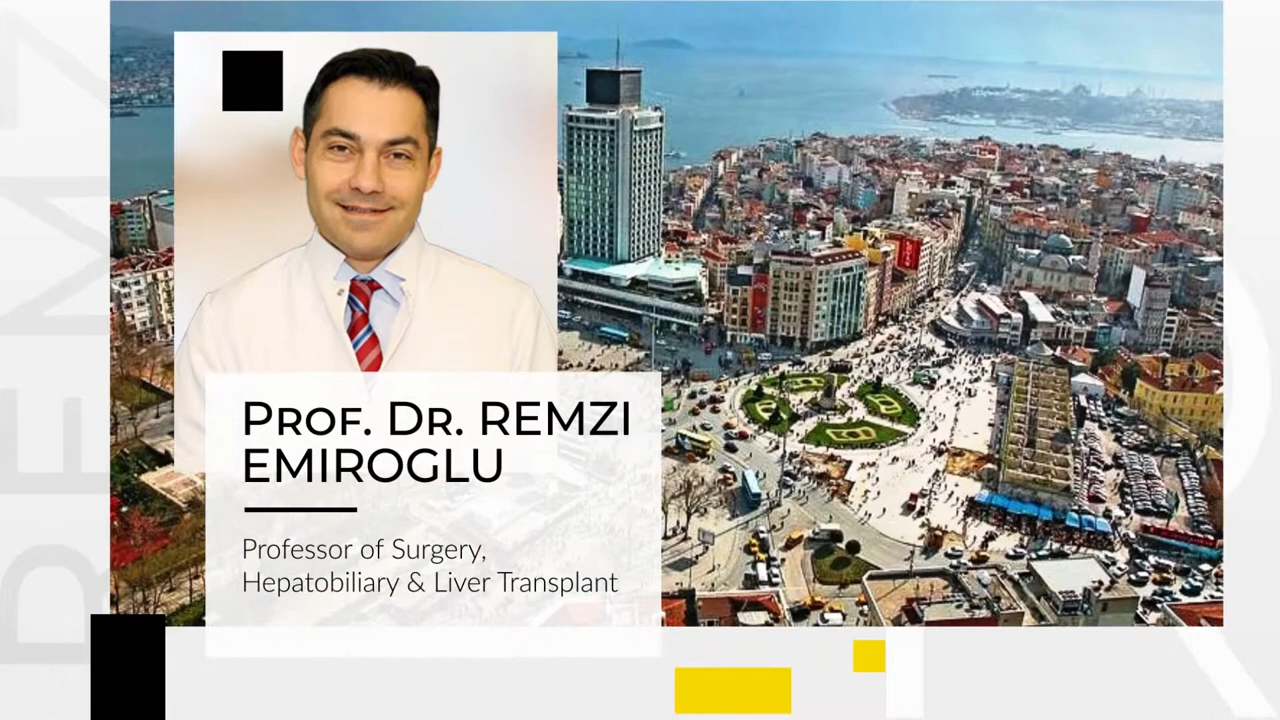 PROF. DR. REMZI
EMIROGLU
Professor of Surgery,
Hepatobiliary & Liver Transplant